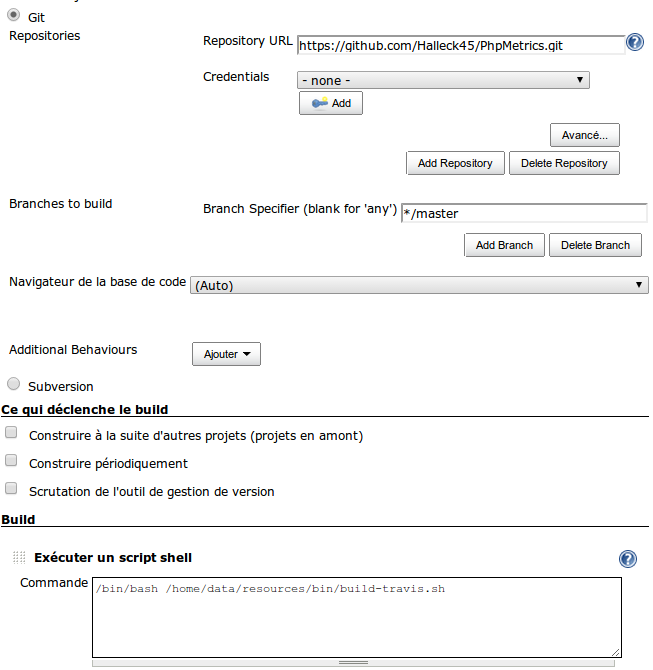 Git
Repositories
Repository URL https://github.com/Halleck45/PhpMetrics.git
Credentials - none -
Add
Avancé...
Add Repository Delete Repository
Branches to build
Branch Specifier (blank for 'any') */master
Add Branch Delete Branch
Navigateur de la base de code (Auto)
Additional Behaviours Ajouter
Subversion
Ce qui déclenche le build
Construire à la suite d'autres projets (projets en amont)
Construire périodiquement
Scrutation de l'outil de gestion de version
Build
Exécuter un script shell
Commande /bin/bash /home/data/resources/bin/build-travis.sh